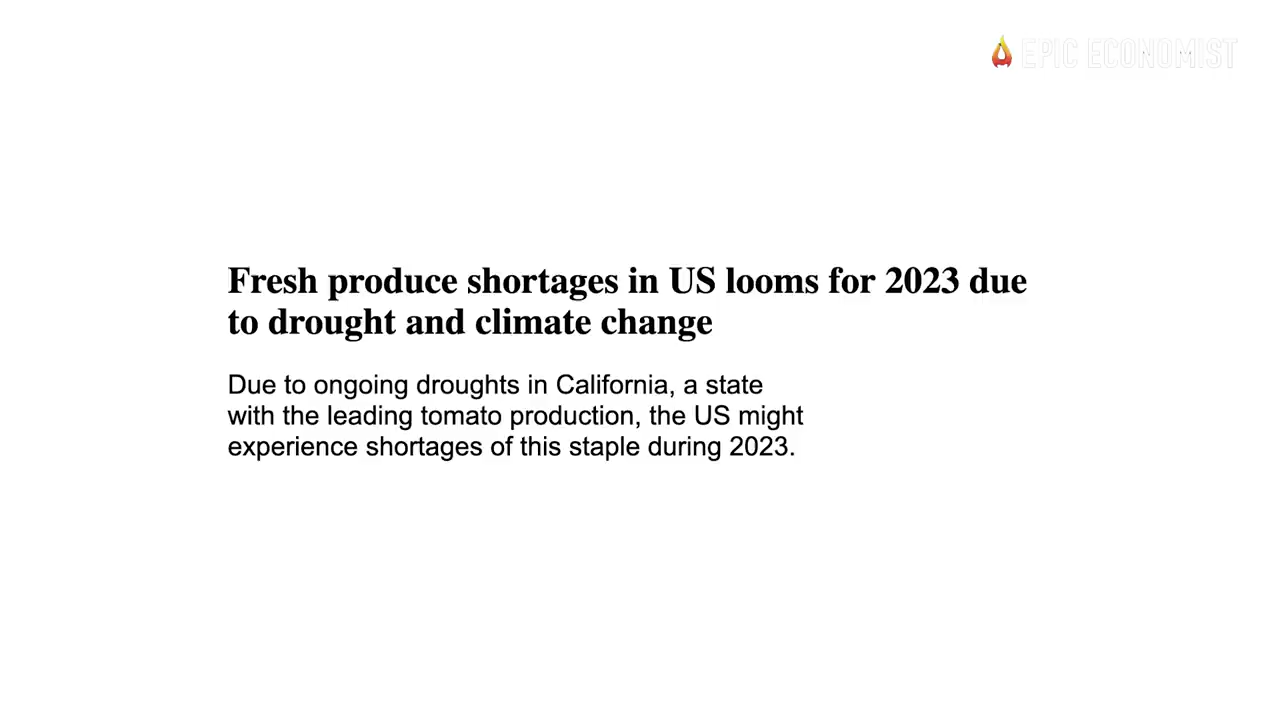 EPIC ECONOMIST
Fresh produce shortages in US looms for 2023 due
to drought and climate change
Due to ongoing droughts in California, a state
with the leading tomato production, the US might
experience shortages of this staple during 2023.